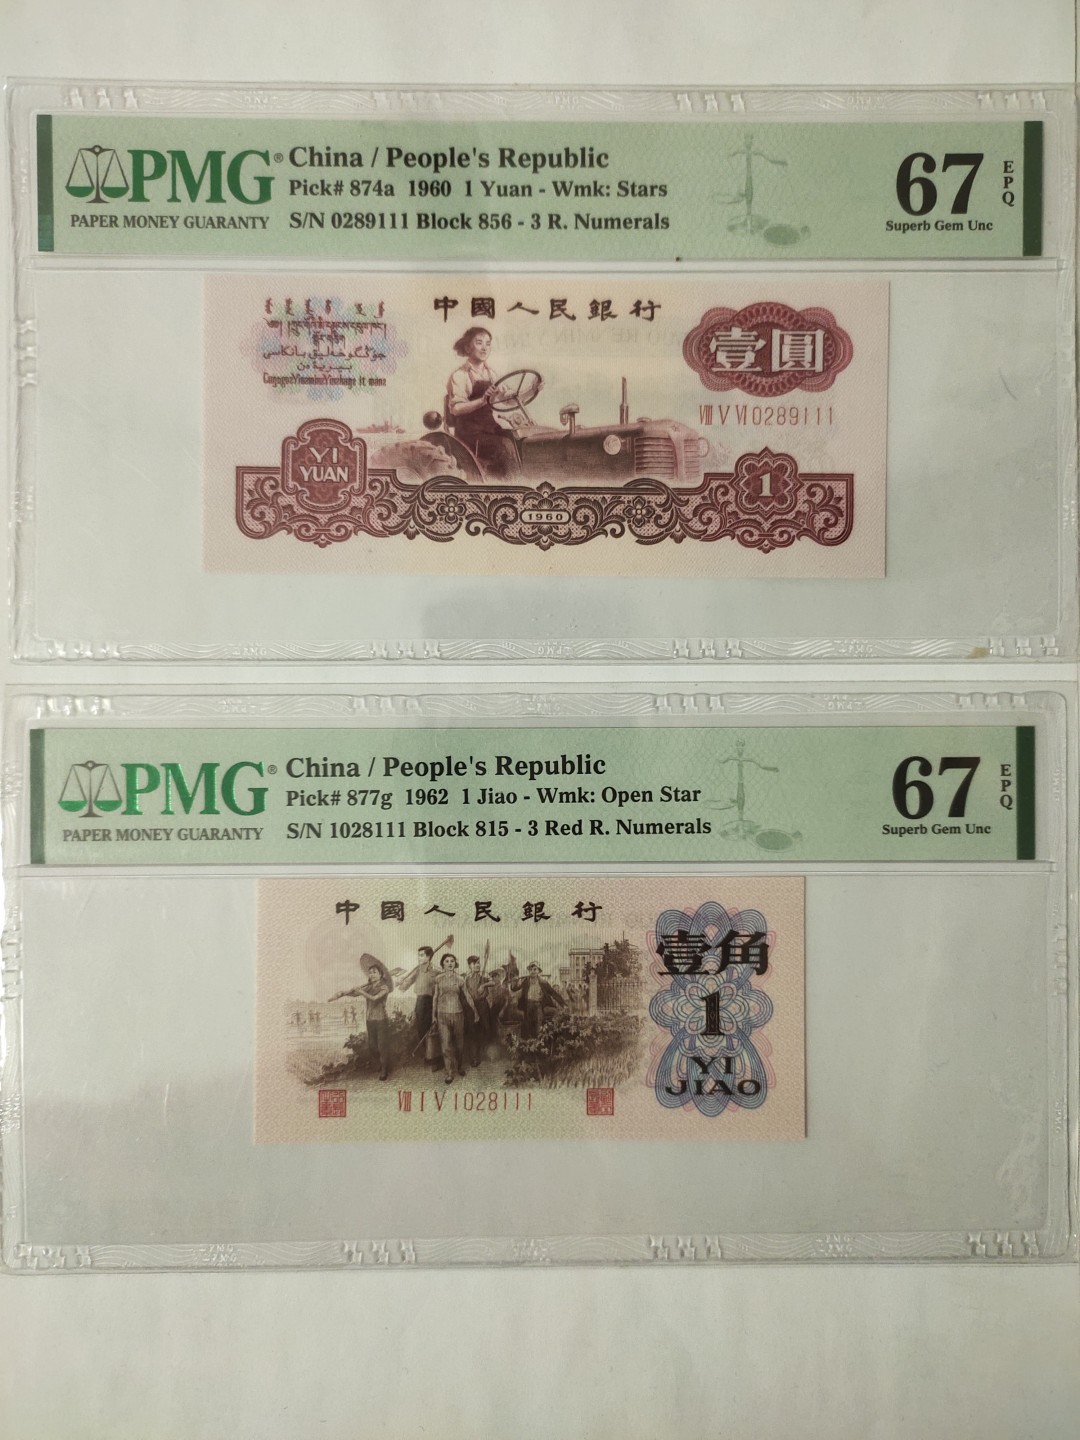 PMG®
PAPER MONEY GUARANTY
China / People's Republic
Pick# 874a 1960 1 Yuan - Wmk: Stars
S/N 0289111 Block 856 - 3 R. Numerals
67
EPQ
Superb Gem Unc
中國人民銀行
壹圓
VIII V VI 0289111
YI
YUAN
1960
1
PMG®
PAPER MONEY GUARANTY
China / People's Republic
Pick# 877g 1962 1 Jiao - Wmk: Open Star
S/N 1028111 Block 815 - 3 Red R. Numerals
67
EPQ
Superb Gem Unc
中國人民銀行
壹角
1
YI
JIAO
VIII I V 1028111